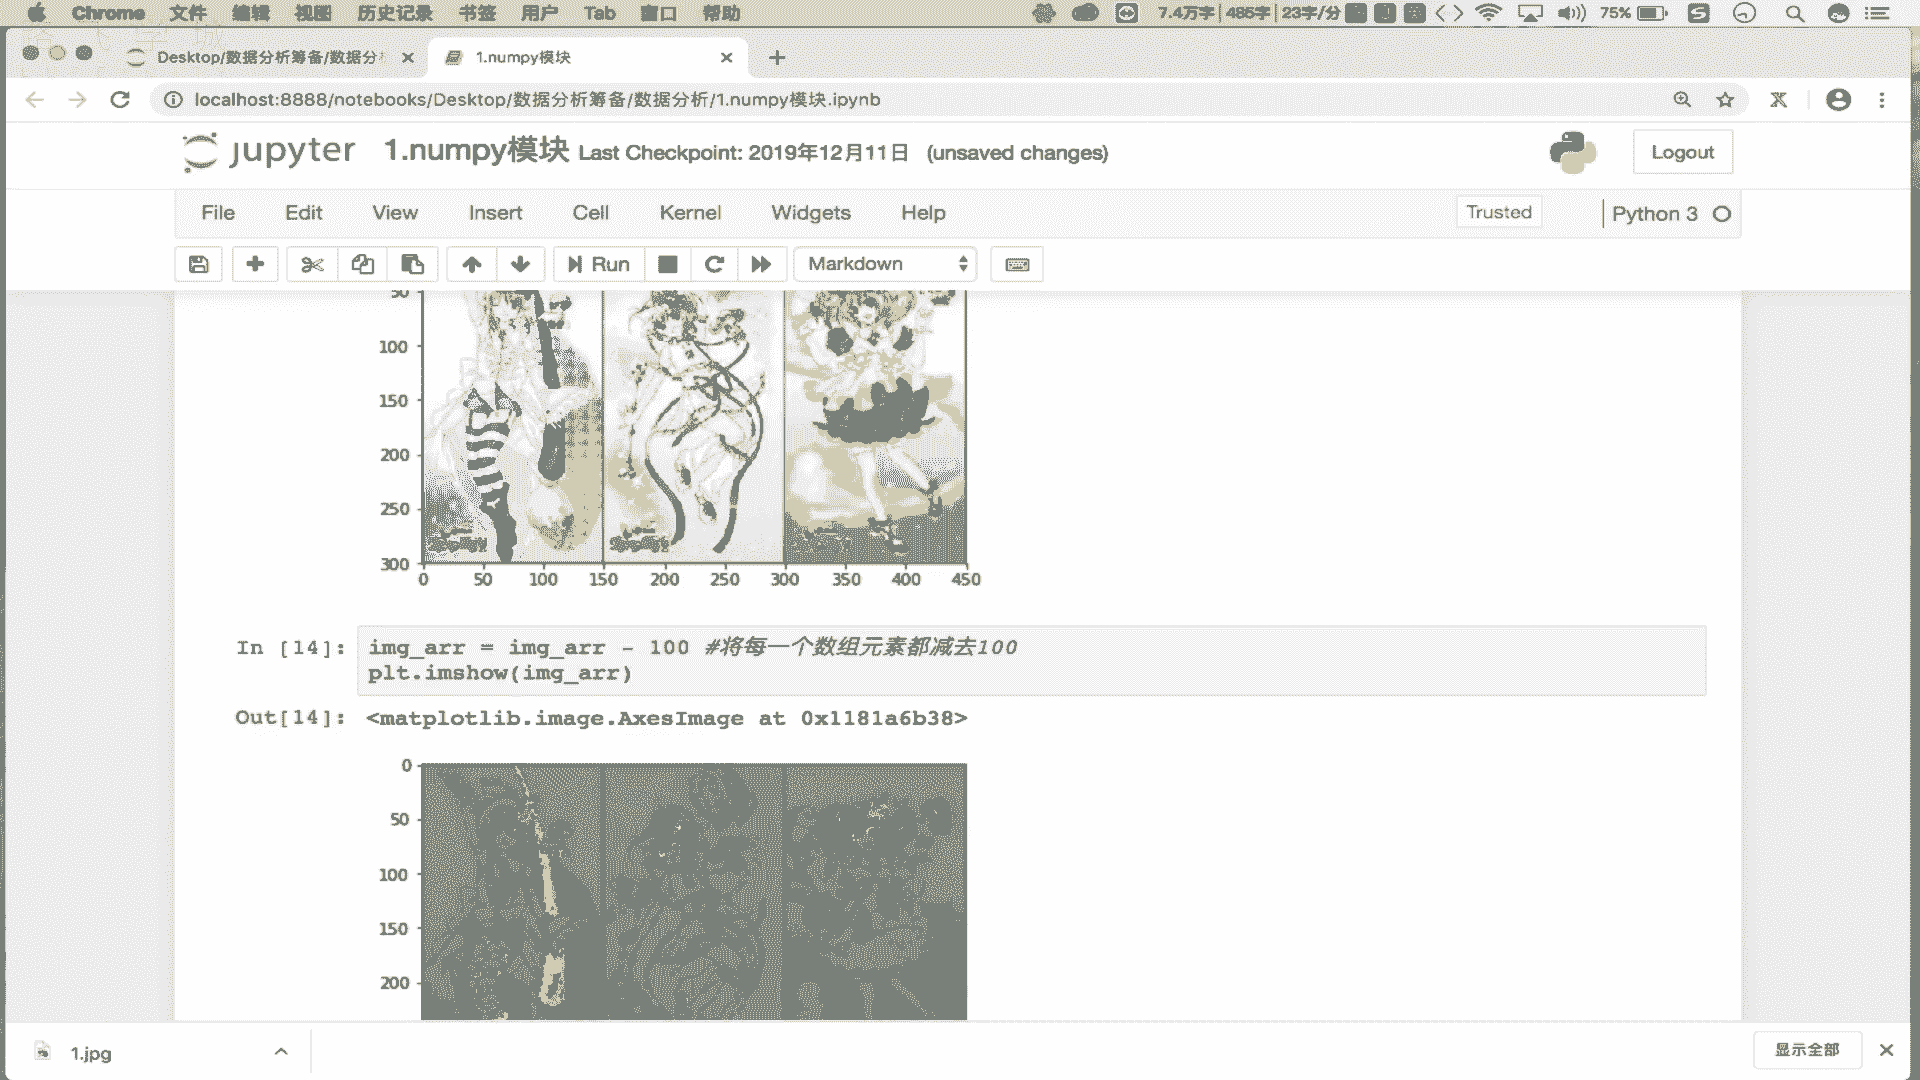 Chrome 文件 编辑 视图 历史记录 书签 用户 Tab 窗口 帮助 7.4万字 485字 23字/分 75%
Desktop/数据分析筹备/数据分 1.numpy模块
localhost:8888/notebooks/Desktop/数据分析筹备/数据分析/1.numpy模块.ipynb
jupyter 1.numpy模块 Last Checkpoint: 2019年12月11日 (unsaved changes) Logout
File Edit View Insert Cell Kernel Widgets Help Trusted Python 3
Run Markdown
50
100
150
200
250
300
0 50 100 150 200 250 300 350 400 450
In [14]: img_arr = img_arr - 100 #将每一个数组元素都减去100
plt.imshow(img_arr)
Out[14]: <matplotlib.image.AxesImage at 0x1181a6b38>
0
50
100
150
200
1.jpg 显示全部